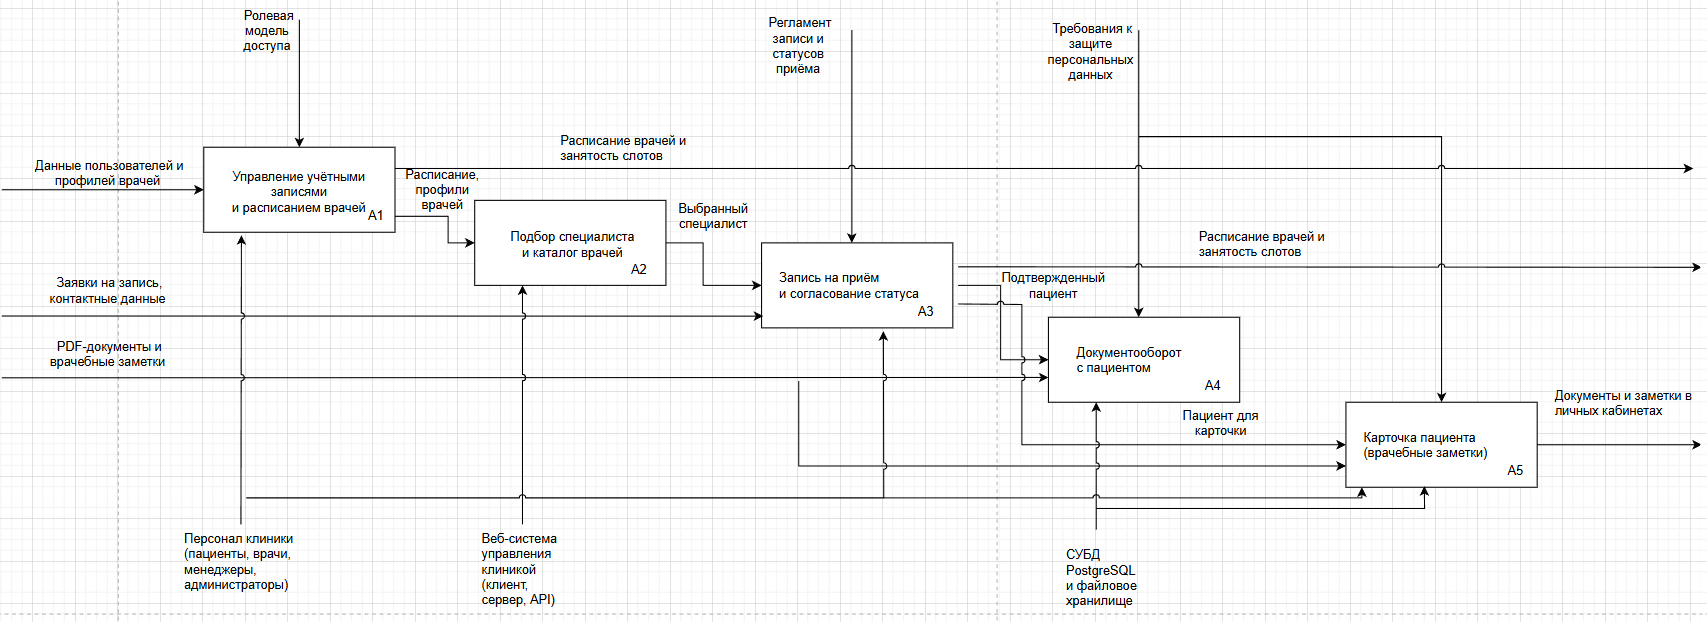 Ролевая
модель
доступа
Регламент
записи и
статусов
приёма
Требования к
защите
персональных
данных
Данные пользователей и
профилей врачей
Управление учётными
записями
и расписанием врачей
A1
Расписание врачей и
занятость слотов
Расписание,
профили
врачей
Подбор специалиста
и каталог врачей
A2
Выбранный
специалист
Запись на приём
и согласование статуса
A3
Расписание врачей и
занятость слотов
Подтвержденный
пациент
Заявки на запись,
контактные данные
PDF-документы и
врачебные заметки
Документооборот
с пациентом
A4
Пациент для
карточки
Карточка пациента
(врачебные заметки)
A5
Документы и заметки в
личных кабинетах
Персонал клиники
(пациенты, врачи,
менеджеры,
администраторы)
Веб-система
управления
клиникой
(клиент,
сервер, API)
СУБД
PostgreSQL
и файловое
хранилище